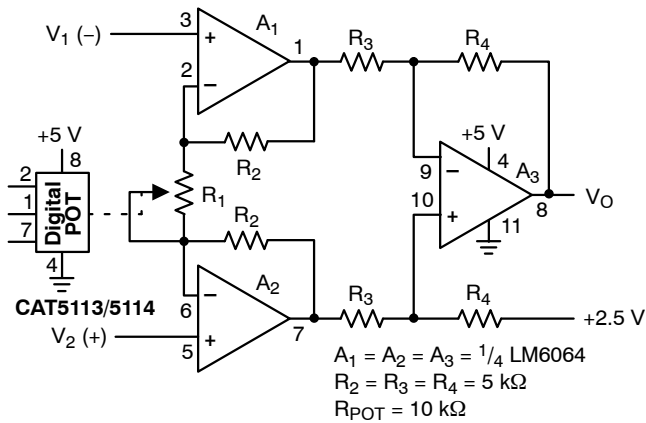 V1 (−)
3
+
A1
1
R3
R4
2
−
+5 V
8
R2
+5 V
4
A3
9
−
2
1
7
Digital POT
R1
10
+
8
VO
R2
11
4
CAT5113/5114
−
6
A2
7
R3
R4
+2.5 V
V2 (+)
5
+
A1 = A2 = A3 = 1/4 LM6064
R2 = R3 = R4 = 5 kΩ
RPOT = 10 kΩ